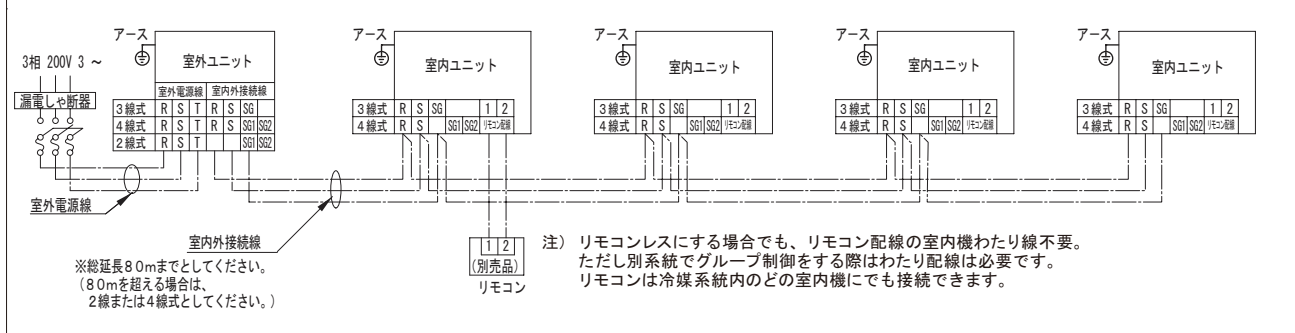 3相 200V 3 ~
漏電しゃ断器
アース
室外ユニット
室外電源線 室内外接続線
3線式 R S T R S SG
4線式 R S T R S SG1 SG2
2線式 R S T SG1 SG2
アース
室内ユニット
3線式 R S SG 1 2
4線式 R S SG1 SG2 リモコン配線
アース
室内ユニット
3線式 R S SG 1 2
4線式 R S SG1 SG2 リモコン配線
アース
室内ユニット
3線式 R S SG 1 2
4線式 R S SG1 SG2 リモコン配線
アース
室内ユニット
3線式 R S SG 1 2
4線式 R S SG1 SG2 リモコン配線
室外電源線
室内外接続線
※総延長80mまでとしてください。
(80mを超える場合は、
2線または4線式としてください。)
1 2
(別売品)
リモコン
注) リモコンレスにする場合でも、リモコン配線の室内機わたり線不要。
ただし別系統でグループ制御をする際はわたり配線は必要です。
リモコンは冷媒系統内のどの室内機にでも接続できます。